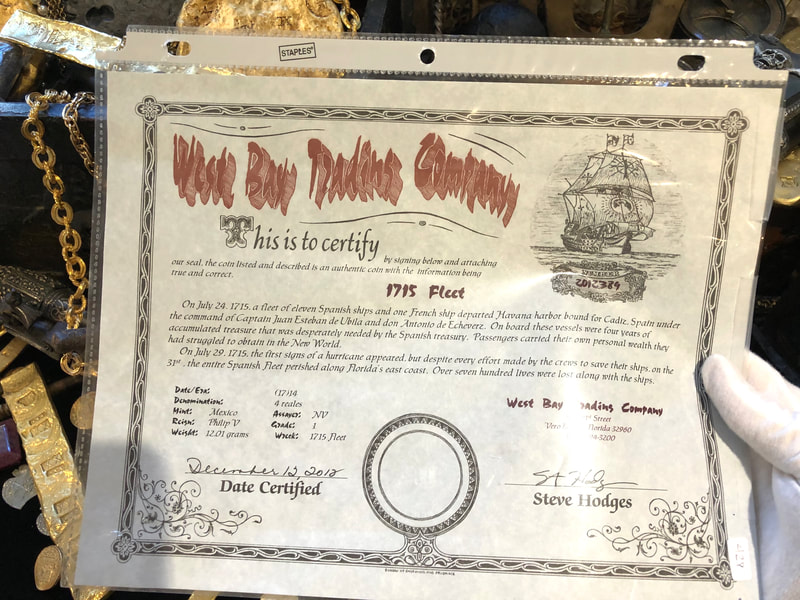 STAPLES
West Bay Trading Company
This is to certify
by signing below and attaching
our seal, the coin listed and described is an authentic coin with the information being
true and correct.
2012389
1715 Fleet
On July 24, 1715, a fleet of eleven Spanish ships and one French ship departed Havana harbor bound for Cadiz, Spain under
the command of Captain Juan Esteban de Ubila and don Antonio de Echeverz. On board these vessels were four years of
accumulated treasure that was desperately needed by the Spanish treasury. Passengers carried their own personal wealth they
had struggled to obtain in the New World.
On July 29, 1715, the first signs of a hurricane appeared, but despite every effort made by the crews to save their ships, on the
31st, the entire Spanish Fleet perished along Florida's east coast. Over seven hundred lives were lost along with the ships.
Date/Era: (17)14
Denomination: 4 reales
Mint: Mexico Assayer: NV
Reign: Philip V Grade: 1
Weight: 12.01 grams Wreck: 1715 Fleet
West Bay Trading Company
Street
Florida 32960
-3200
December 12, 2012
Date Certified
Steve Hodges